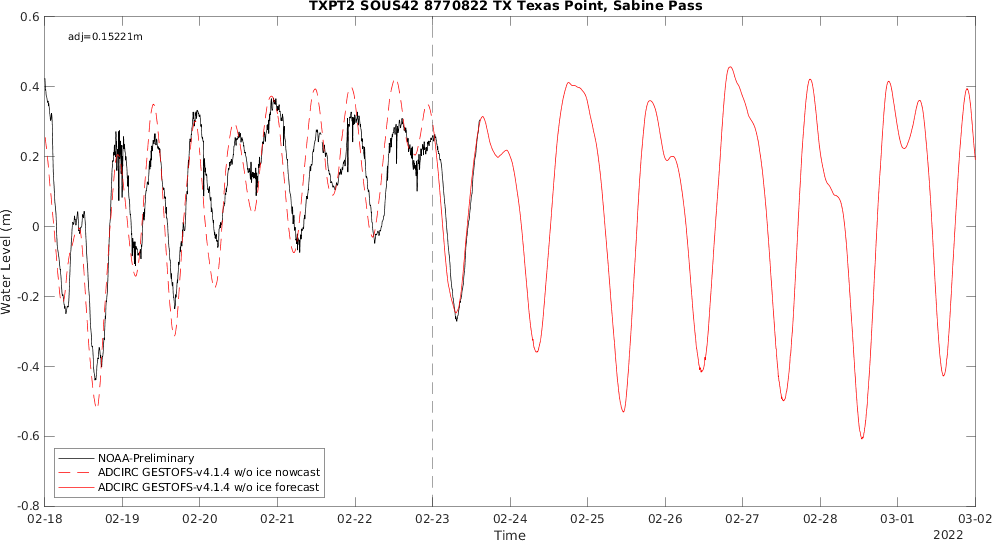 TXPT2 SOUS42 8770822 TX Texas Point, Sabine Pass
adj=0.15221m
0.6
0.4
0.2
0
-0.2
-0.4
-0.6
-0.8
Water Level (m)
NOAA-Preliminary
ADCIRC GESTOFS-v4.1.4 w/o ice nowcast
ADCIRC GESTOFS-v4.1.4 w/o ice forecast
02-18 02-19 02-20 02-21 02-22 02-23 02-24 02-25 02-26 02-27 02-28 03-01 03-02
Time
2022